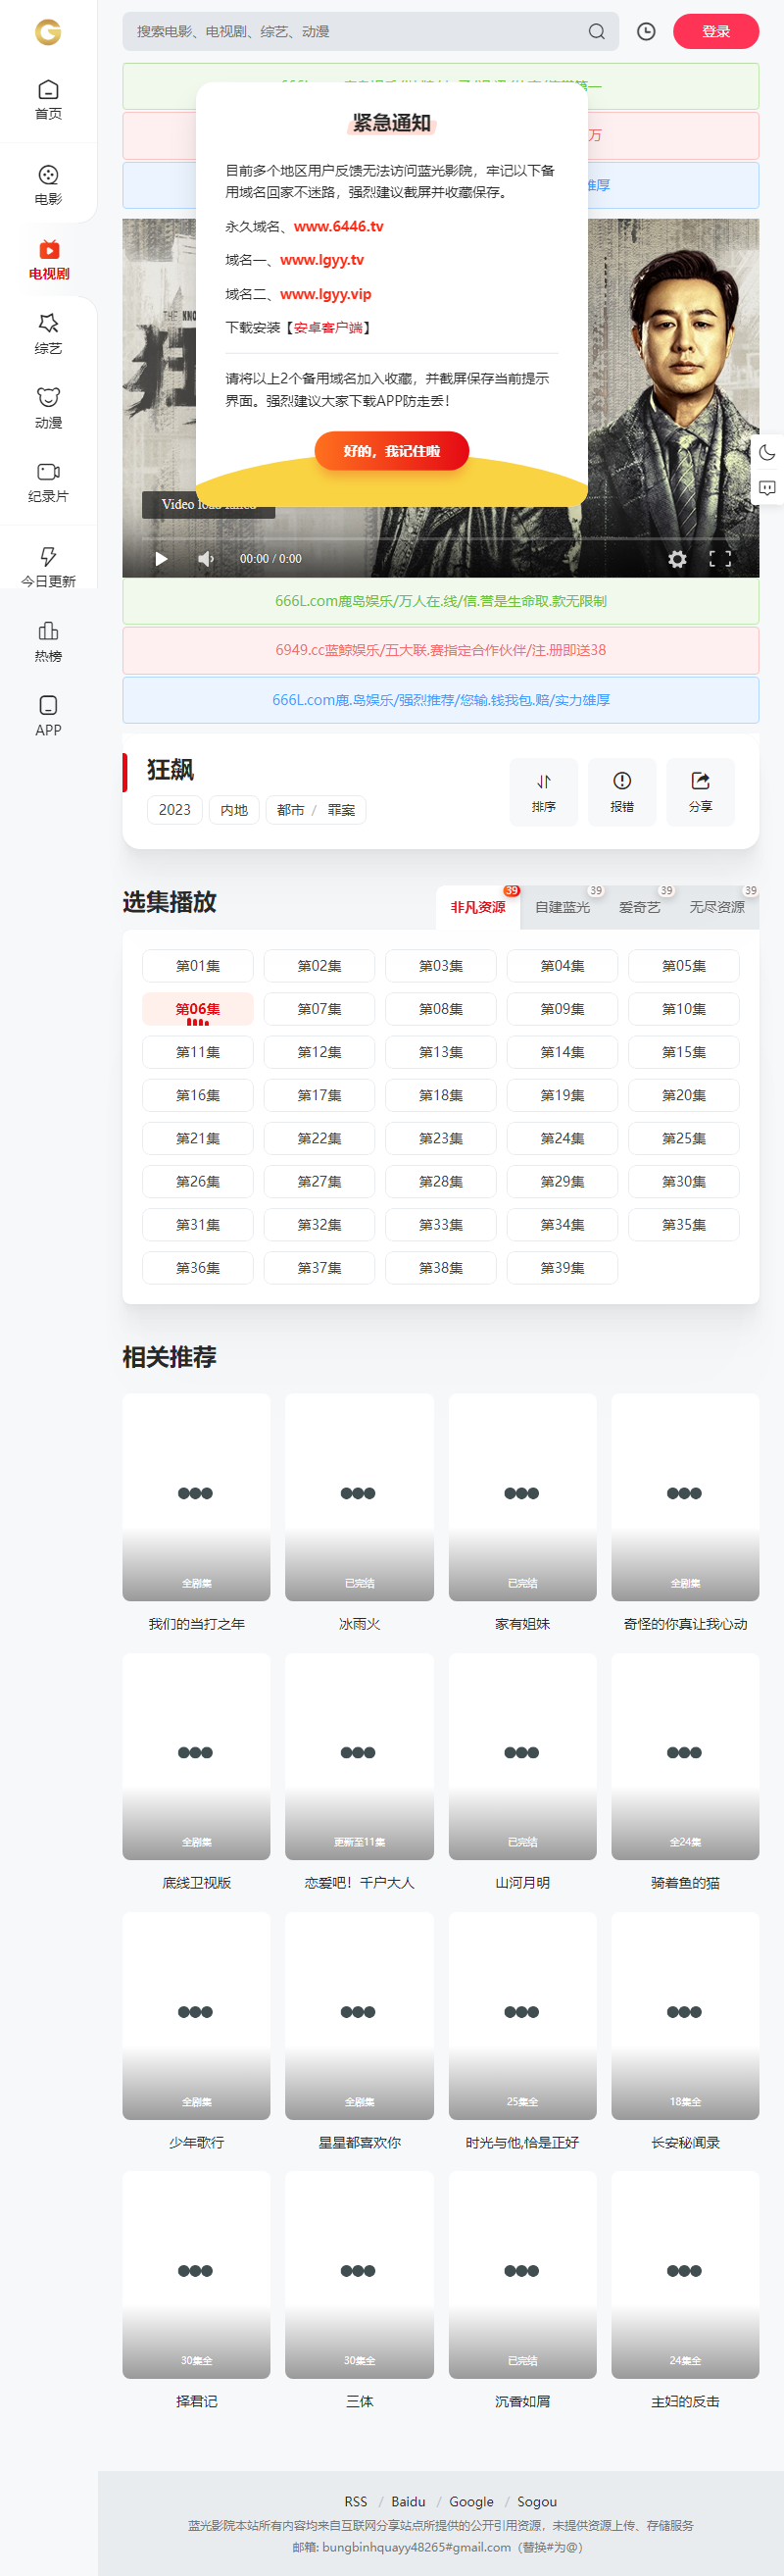 搜索电影、电视剧、综艺、动漫
登录
首页
电影
电视剧
综艺
动漫
纪录片
今日更新
热榜
APP
万
雄厚
紧急通知
目前多个地区用户反馈无法访问蓝光影院，牢记以下备
用域名回家不迷路，强烈建议截屏并收藏保存。
永久域名、www.6446.tv
域名一、www.lgyy.tv
域名二、www.lgyy.vip
下载安装【安卓客户端】
请将以上2个备用域名加入收藏，并截屏保存当前提示
界面。强烈建议大家下载APP防走丢！
好的，我记住啦
THE KNO
狂
Video load failed
00:00 / 0:00
666L.com鹿岛娱乐/万人在.线/信.誉是生命取.款无限制
6949.cc蓝鲸娱乐/五大联.赛指定合作伙伴/注.册即送38
666L.com鹿.岛娱乐/强烈推荐/您输.钱我包.赔/实力雄厚
狂飙
2023 内地 都市 / 罪案
排序 报错 分享
选集播放
非凡资源 39 自建蓝光 39 爱奇艺 39 无尽资源 39
第01集 第02集 第03集 第04集 第05集
第06集 第07集 第08集 第09集 第10集
第11集 第12集 第13集 第14集 第15集
第16集 第17集 第18集 第19集 第20集
第21集 第22集 第23集 第24集 第25集
第26集 第27集 第28集 第29集 第30集
第31集 第32集 第33集 第34集 第35集
第36集 第37集 第38集 第39集
相关推荐
全剧集 已完结 已完结 全剧集
我们的当打之年 冰雨火 家有姐妹 奇怪的你真让我心动
全剧集 更新至11集 已完结 全24集
底线卫视版 恋爱吧！千户大人 山河月明 骑着鱼的猫
全剧集 全剧集 25集全 18集全
少年歌行 星星都喜欢你 时光与他,恰是正好 长安秘闻录
30集全 30集全 已完结 24集全
择君记 三体 沉香如屑 主妇的反击
RSS / Baidu / Google / Sogou
蓝光影院本站所有内容均来自互联网分享站点所提供的公开引用资源，未提供资源上传、存储服务
邮箱: bungbinhquayy48265#gmail.com（替换#为@）